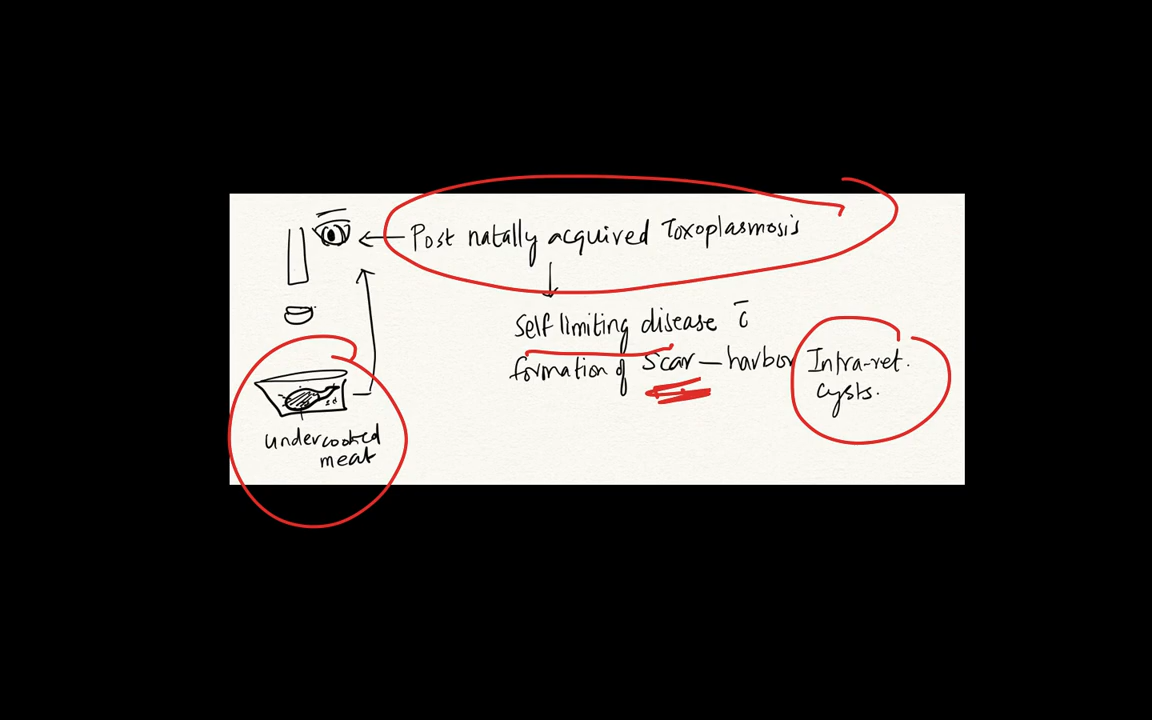 Post natally acquired Toxoplasmosis
Self limiting disease c̄
formation of scar — harbor Intra-ret.
cysts.
undercooked
meat